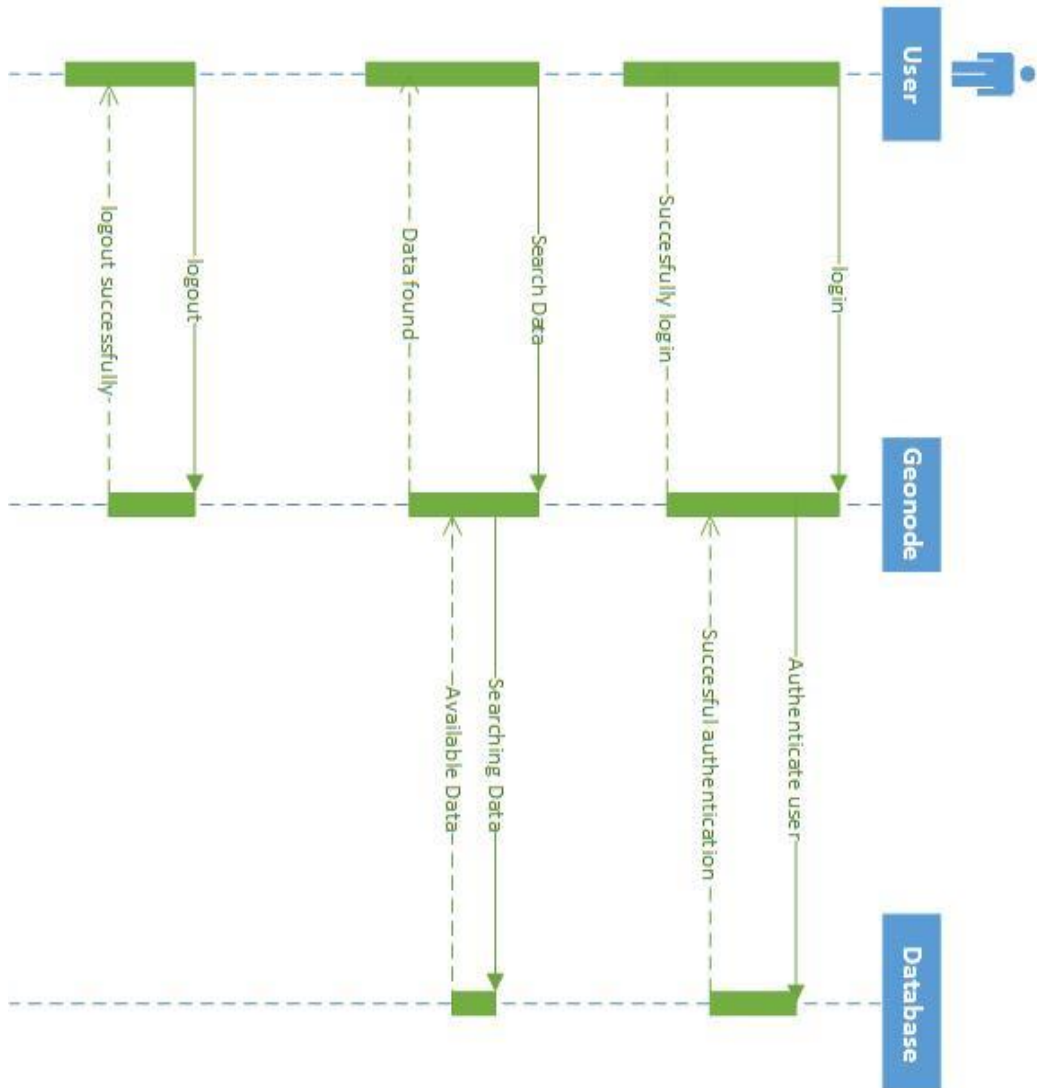 User
Geonode
Database
login
Authenticate user
Succesful authentication
Succesfully login
Search Data
Searching Data
Available Data
Data found
logout
logout successfully